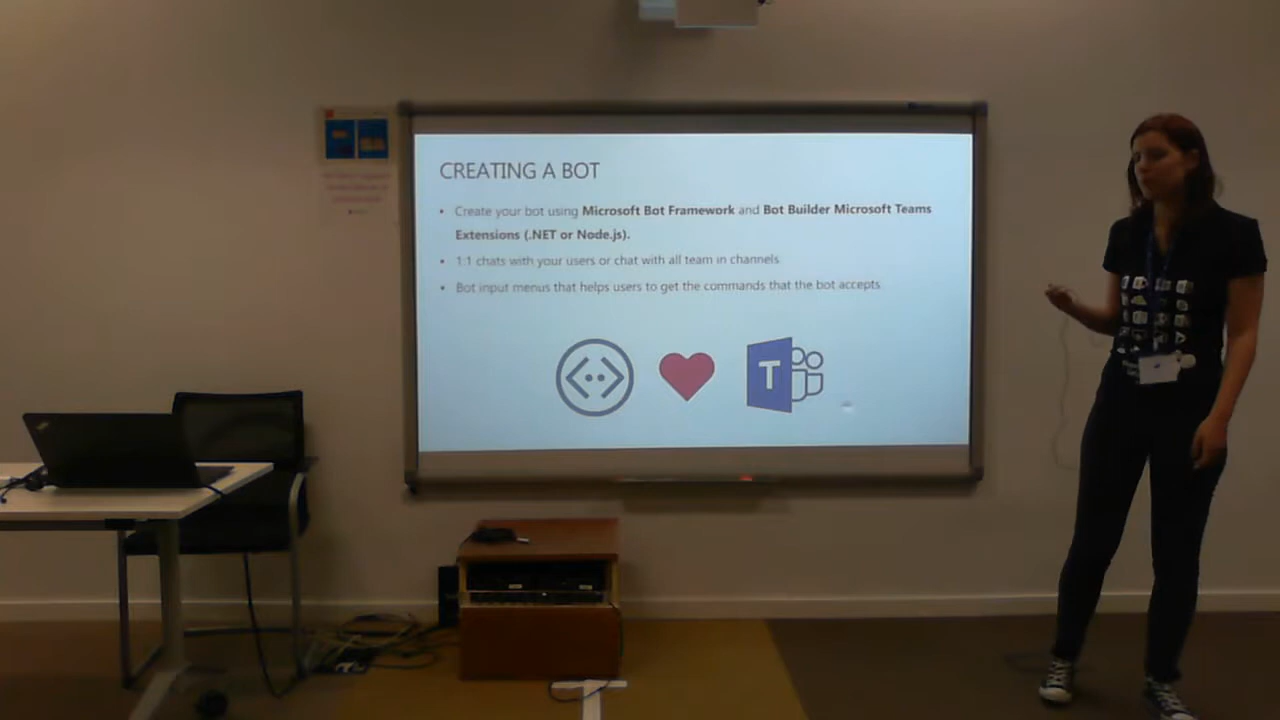 CREATING A BOT
• Create your bot using Microsoft Bot Framework and Bot Builder Microsoft Teams
Extensions (.NET or Node.js).
• 1:1 chats with your users or chat with all team in channels
• Bot input menus that helps users to get the commands that the bot accepts.
T